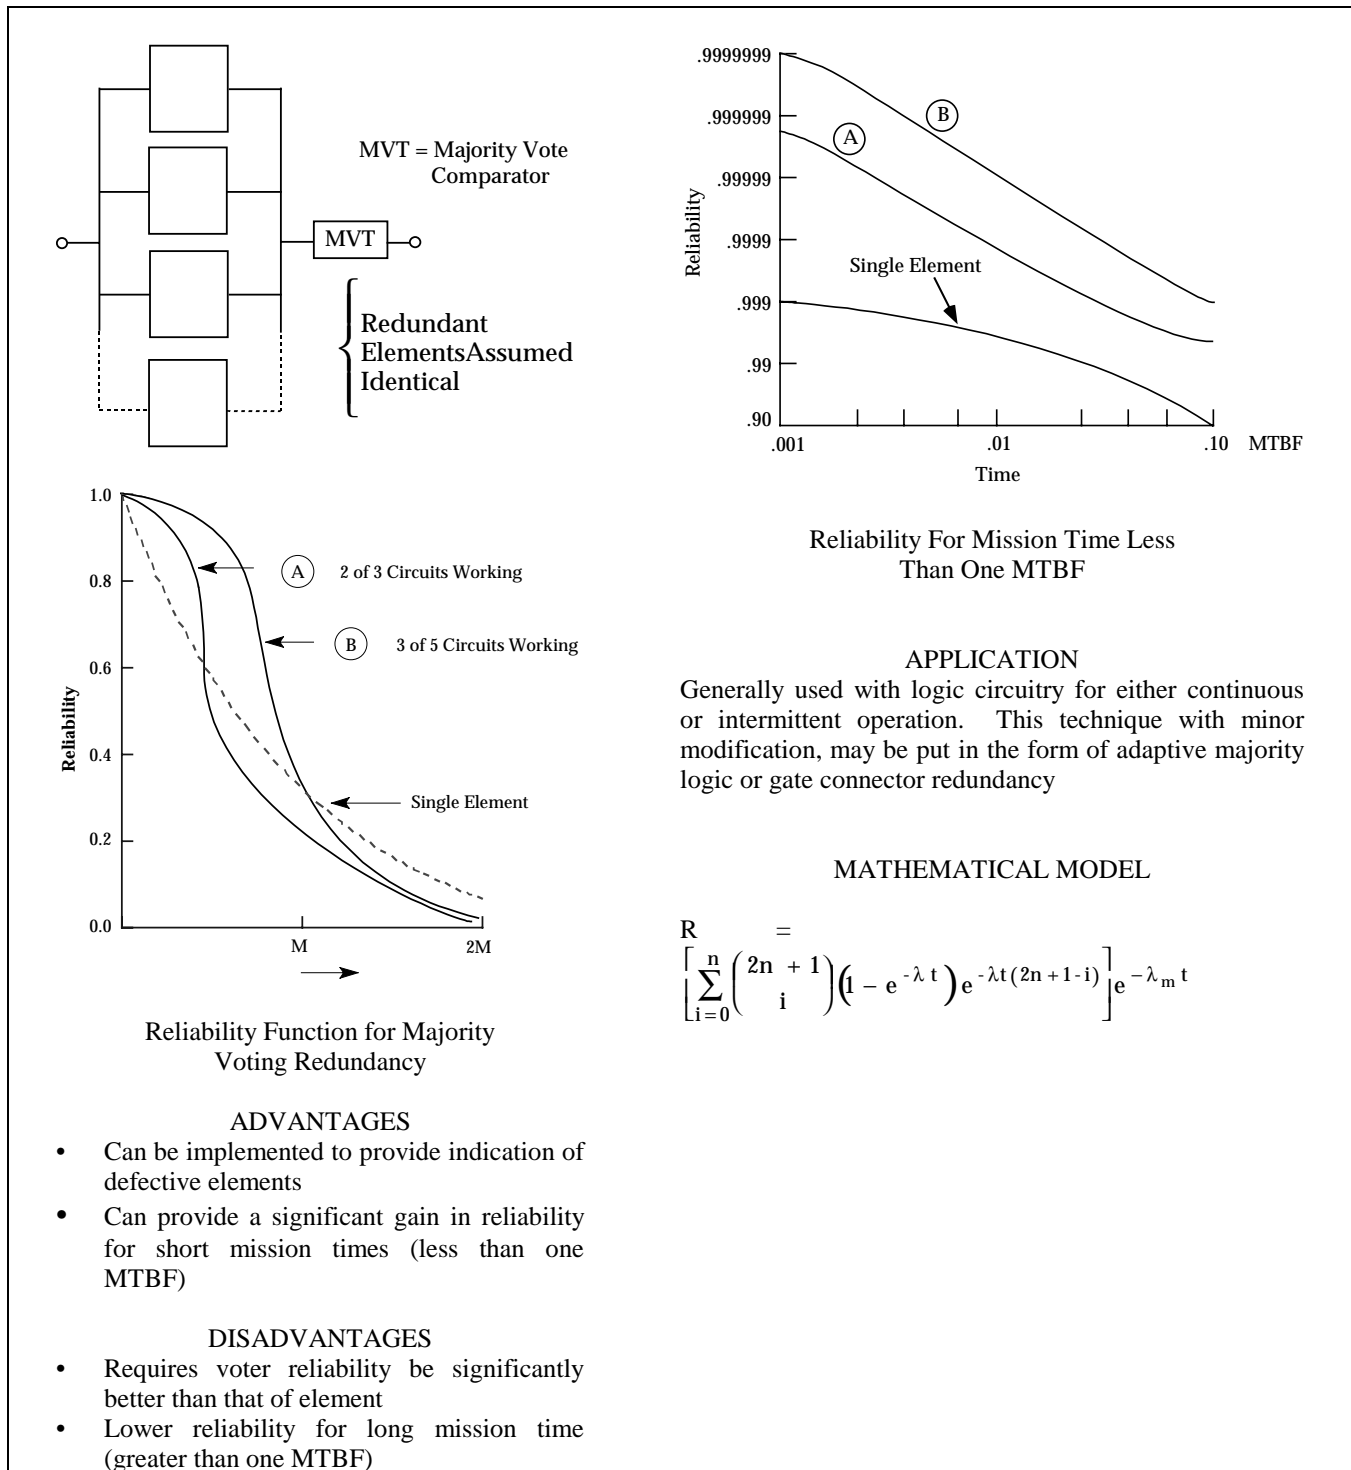 MVT = Majority Vote
Comparator
MVT
Redundant
ElementsAssumed
Identical
1.0
0.8
0.6
0.4
0.2
0.0
Reliability
A 2 of 3 Circuits Working
B 3 of 5 Circuits Working
Single Element
M
2M
Reliability Function for Majority
Voting Redundancy
ADVANTAGES
• Can be implemented to provide indication of
defective elements
• Can provide a significant gain in reliability
for short mission times (less than one
MTBF)
DISADVANTAGES
• Requires voter reliability be significantly
better than that of element
• Lower reliability for long mission time
(greater than one MTBF)
.9999999
.999999
.99999
.9999
.999
.99
.90
Reliability
A
B
Single Element
.001
.01
.10
MTBF
Time
Reliability For Mission Time Less
Than One MTBF
APPLICATION
Generally used with logic circuitry for either continuous
or intermittent operation. This technique with minor
modification, may be put in the form of adaptive majority
logic or gate connector redundancy
MATHEMATICAL MODEL
R =
[∑ i=0 n (2n + 1 i) (1 − e -λ t) e -λt (2n + 1 - i)] e −λ m t